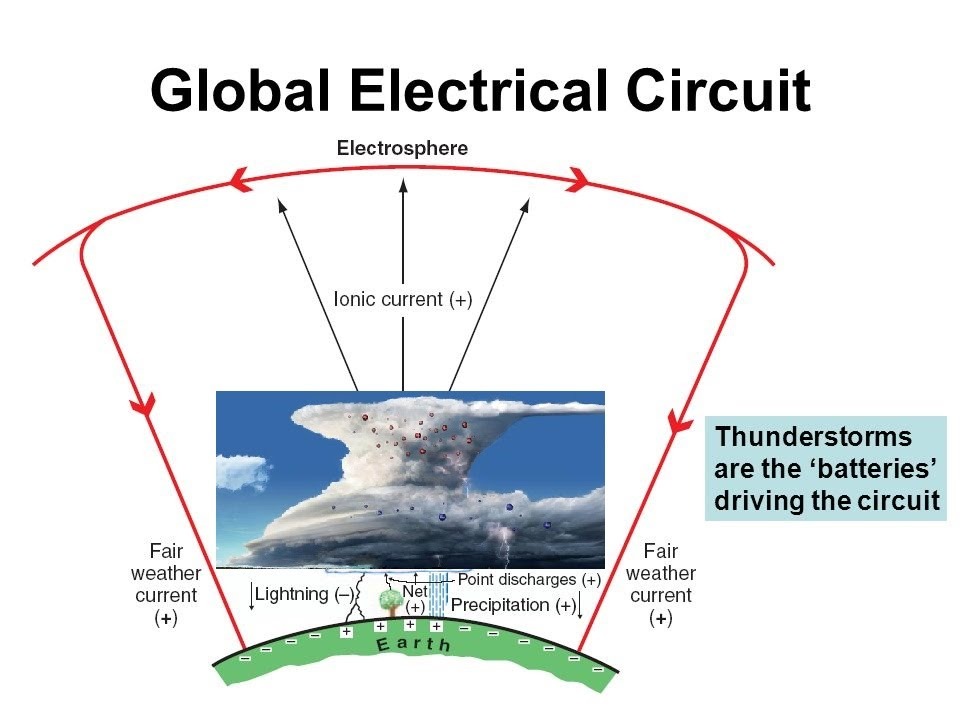 Global Electrical Circuit
Electrosphere
Ionic current (+)
Thunderstorms
are the ‘batteries’
driving the circuit
Fair
weather
current
(+)
Lightning (–)
Net
(+)
Point discharges (+)
Precipitation (+)
Fair
weather
current
(+)
– – – – + + + + – – – – – –
Earth